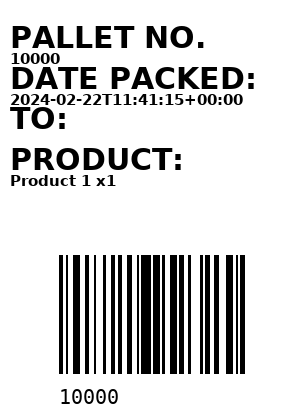 PALLET NO.
10000
DATE PACKED:
2024-02-22T11:41:15+00:00
TO:
PRODUCT:
Product 1 x1
10000